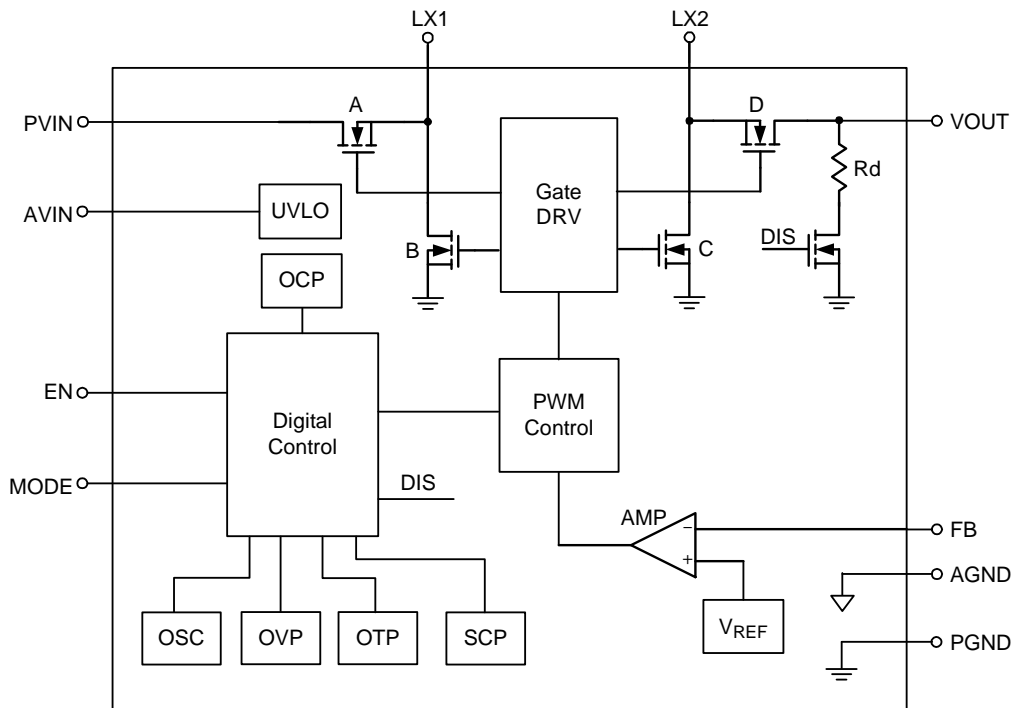 LX1
LX2
A
D
PVIN
VOUT
Rd
Gate
DRV
UVLO
AVIN
DIS
B
C
OCP
EN
Digital
Control
PWM
Control
MODE
DIS
AMP
−
+
FB
AGND
VREF
OSC
OVP
OTP
SCP
PGND